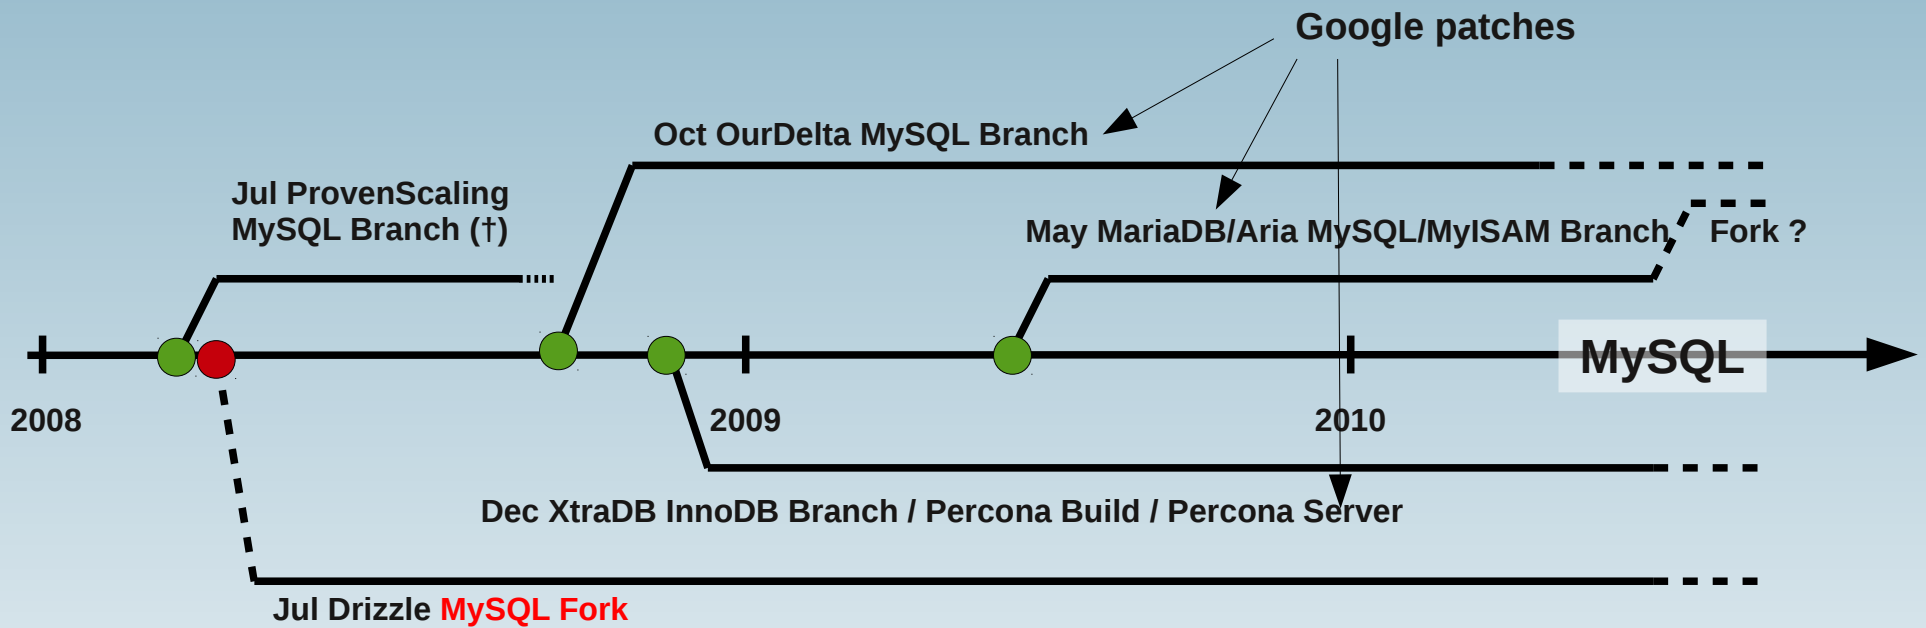 Google patches
Oct OurDelta MySQL Branch
Jul ProvenScaling
MySQL Branch (†)
May MariaDB/Aria MySQL/MyISAM Branch
Fork ?
MySQL
2008
2009
2010
Dec XtraDB InnoDB Branch / Percona Build / Percona Server
Jul Drizzle MySQL Fork